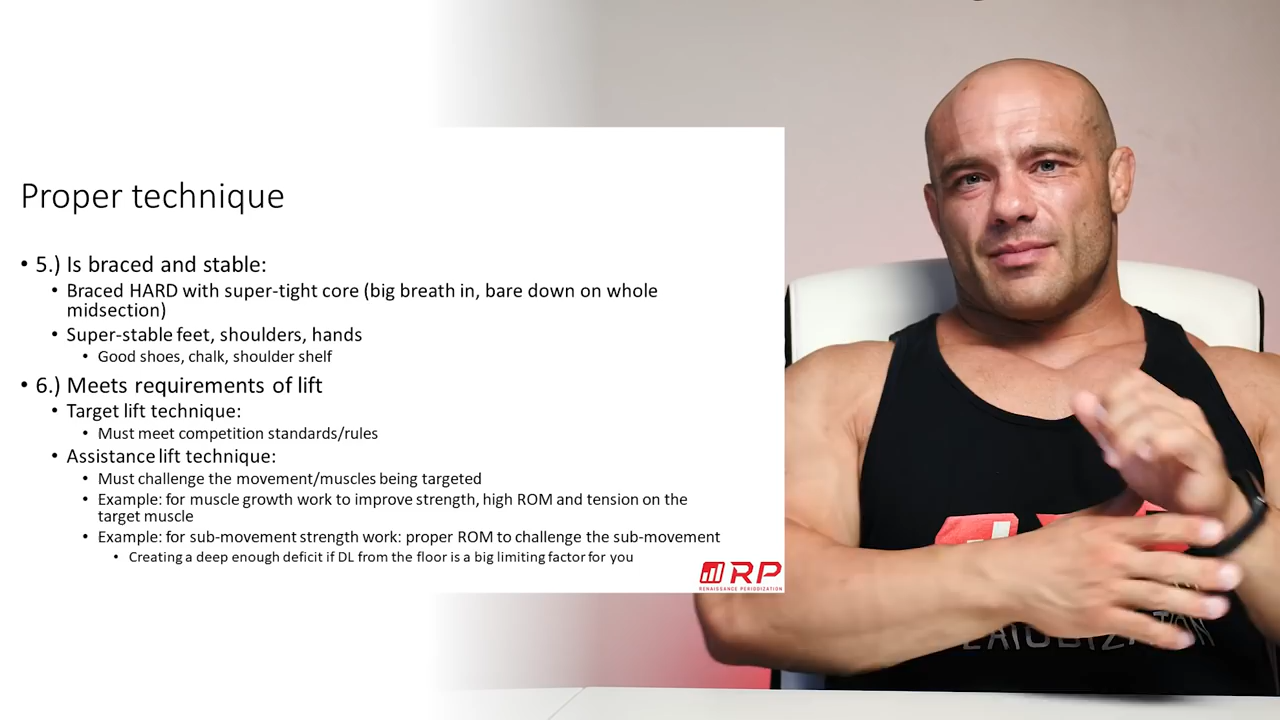 Proper technique
• 5.) Is braced and stable:
• Braced HARD with super-tight core (big breath in, bare down on whole
midsection)
• Super-stable feet, shoulders, hands
• Good shoes, chalk, shoulder shelf
• 6.) Meets requirements of lift
• Target lift technique:
• Must meet competition standards/rules
• Assistance lift technique:
• Must challenge the movement/muscles being targeted
• Example: for muscle growth work to improve strength, high ROM and tension on the
target muscle
• Example: for sub-movement strength work: proper ROM to challenge the sub-movement
• Creating a deep enough deficit if DL from the floor is a big limiting factor for you
RP
RENAISSANCE PERIODIZATION